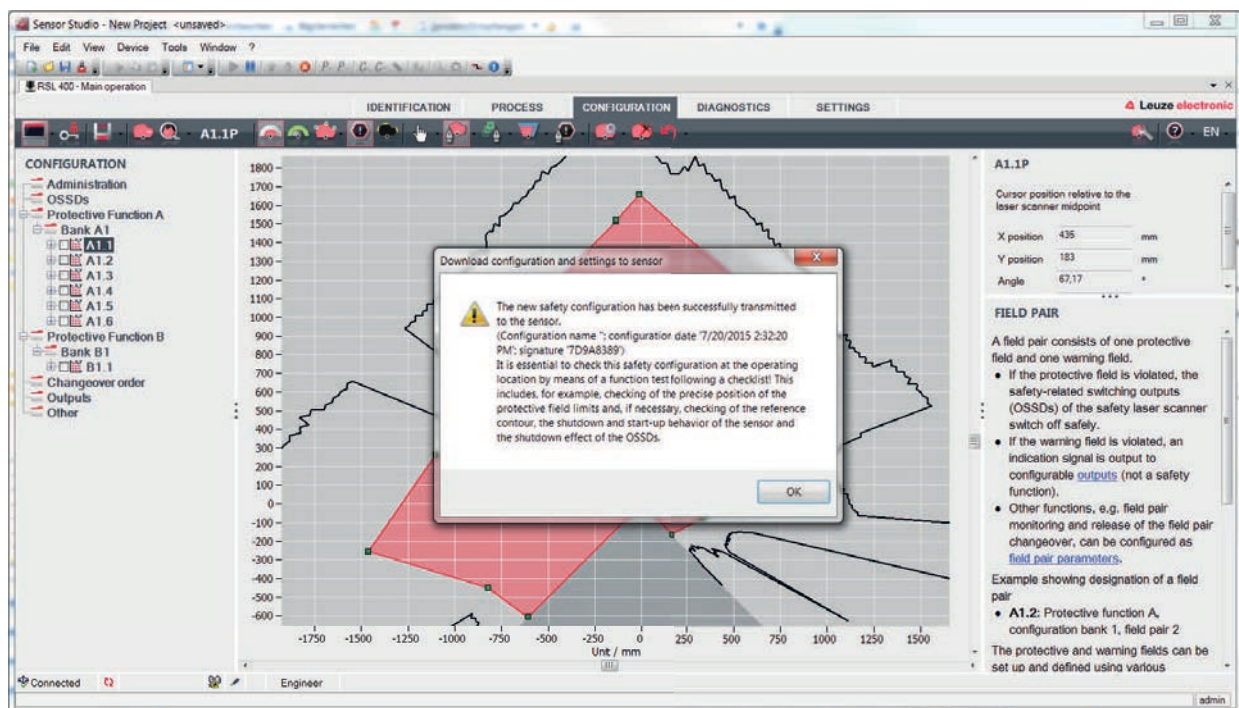 Sensor Studio - New Project <unsaved>
File Edit View Device Tools Window ?
RSL 400 - Main operation
IDENTIFICATION PROCESS CONFIGURATION DIAGNOSTICS SETTINGS
Leuze electronic
A1.1P
EN
CONFIGURATION
Administration
OSSDs
Protective Function A
Bank A1
A1.1
A1.2
A1.3
A1.4
A1.5
A1.6
Protective Function B
Bank B1
B1.1
Changeover order
Outputs
Other
1800
1700
1600
1500
1400
1300
1200
1100
1000
900
800
700
600
500
400
300
200
100
0
-100
-200
-300
-400
-500
-600
-1750 -1250 -1000 -750 -500 -250 0 250 500 750 1000 1250 1500
Unt / mm
Download configuration and settings to sensor
The new safety configuration has been successfully transmitted
to the sensor.
(Configuration name ''; configuration date '7/20/2015 2:32:20
PM'; signature '7D9A8389')
It is essential to check this safety configuration at the operating
location by means of a function test following a checklist! This
includes, for example, checking of the precise position of the
protective field limits and, if necessary, checking of the reference
contour, the shutdown and start-up behavior of the sensor and
the shutdown effect of the OSSDs.
OK
A1.1P
Cursor position relative to the
laser scanner midpoint
X position 436 mm
Y position 183 mm
Angle 67,17 °
FIELD PAIR
A field pair consists of one protective
field and one warning field.
• If the protective field is violated, the
safety-related switching outputs
(OSSDs) of the safety laser scanner
switch off safely.
• If the warning field is violated, an
indication signal is output to
configurable outputs (not a safety
function).
• Other functions, e.g. field pair
monitoring and release of the field pair
changeover, can be configured as
field pair parameters.
Example showing designation of a field
pair
• A1.2: Protective function A,
configuration bank 1, field pair 2
The protective and warning fields can be
set up and defined using various
Connected
Engineer
admin